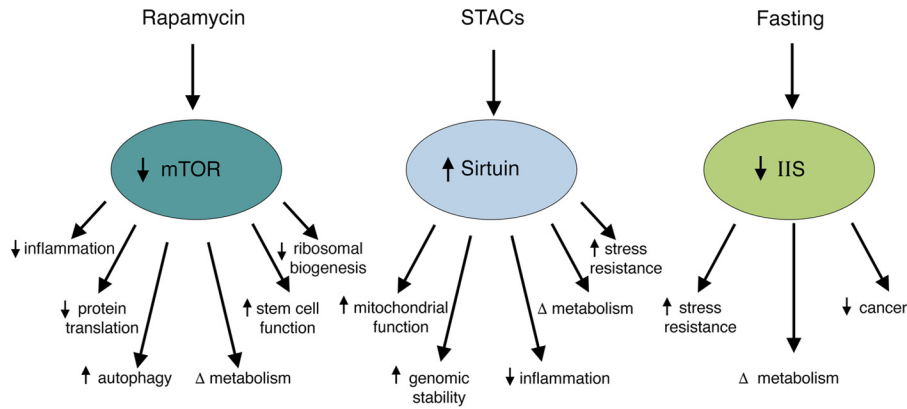 Rapamycin
STACs
Fasting
↓ mTOR
↑ Sirtuin
↓ IIS
↓ inflammation
↓ ribosomal
biogenesis
↓ protein
translation
↑ stem cell
function
↑ autophagy
Δ metabolism
↑ stress
resistance
↑ mitochondrial
function
Δ metabolism
↑ genomic
stability
↓ inflammation
↑ stress
resistance
↓ cancer
Δ metabolism